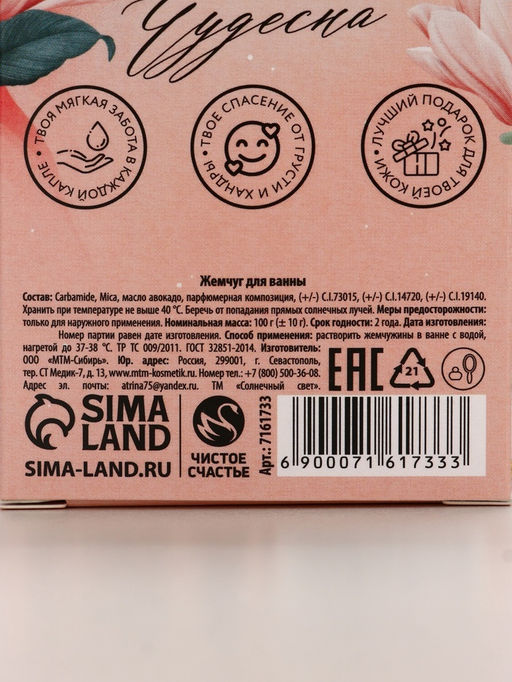 Чудесна
• ТВОЯ МЯГКАЯ ЗАБОТА В КАЖДОЙ КАПЛЕ
• ТВОЕ СПАСЕНИЕ ОТ ГРУСТИ И ХАНДРЫ
• ЛУЧШИЙ ПОДАРОК ДЛЯ ТВОЕЙ КОЖИ
Жемчуг для ванны
Состав: Carbamide, Mica, масло авокадо, парфюмерная композиция, (+/-) C.I.73015, (+/-) C.I.14720, (+/-) C.I.19140.
Хранить при температуре не выше 40 °С. Беречь от попадания прямых солнечных лучей. Меры предосторожности:
только для наружного применения. Номинальная масса: 100 г (± 10 г). Срок годности: 2 года. Дата изготовления:
Номер партии равен дате изготовления. Способ применения: растворить жемчужины в ванне с водой,
нагретой до 37-38 °С. ТР ТС 009/2011. ГОСТ 32851-2014. Изготовитель:
ООО «МТМ-Сибирь». Юр. адрес: Россия, 299001, г. Севастополь,
тер. СТ Медик-7, д. 13, www.mtm-kosmetik.ru. Номер тел.: +7 (800) 500-36-08.
Адрес эл. почты: atrina75@yandex.ru. ТМ «Солнечный свет».
EAC
21
SIMA
LAND
SIMA-LAND.RU
ЧИСТОЕ
СЧАСТЬЕ
Арт.: 7161733
6 900071 617333